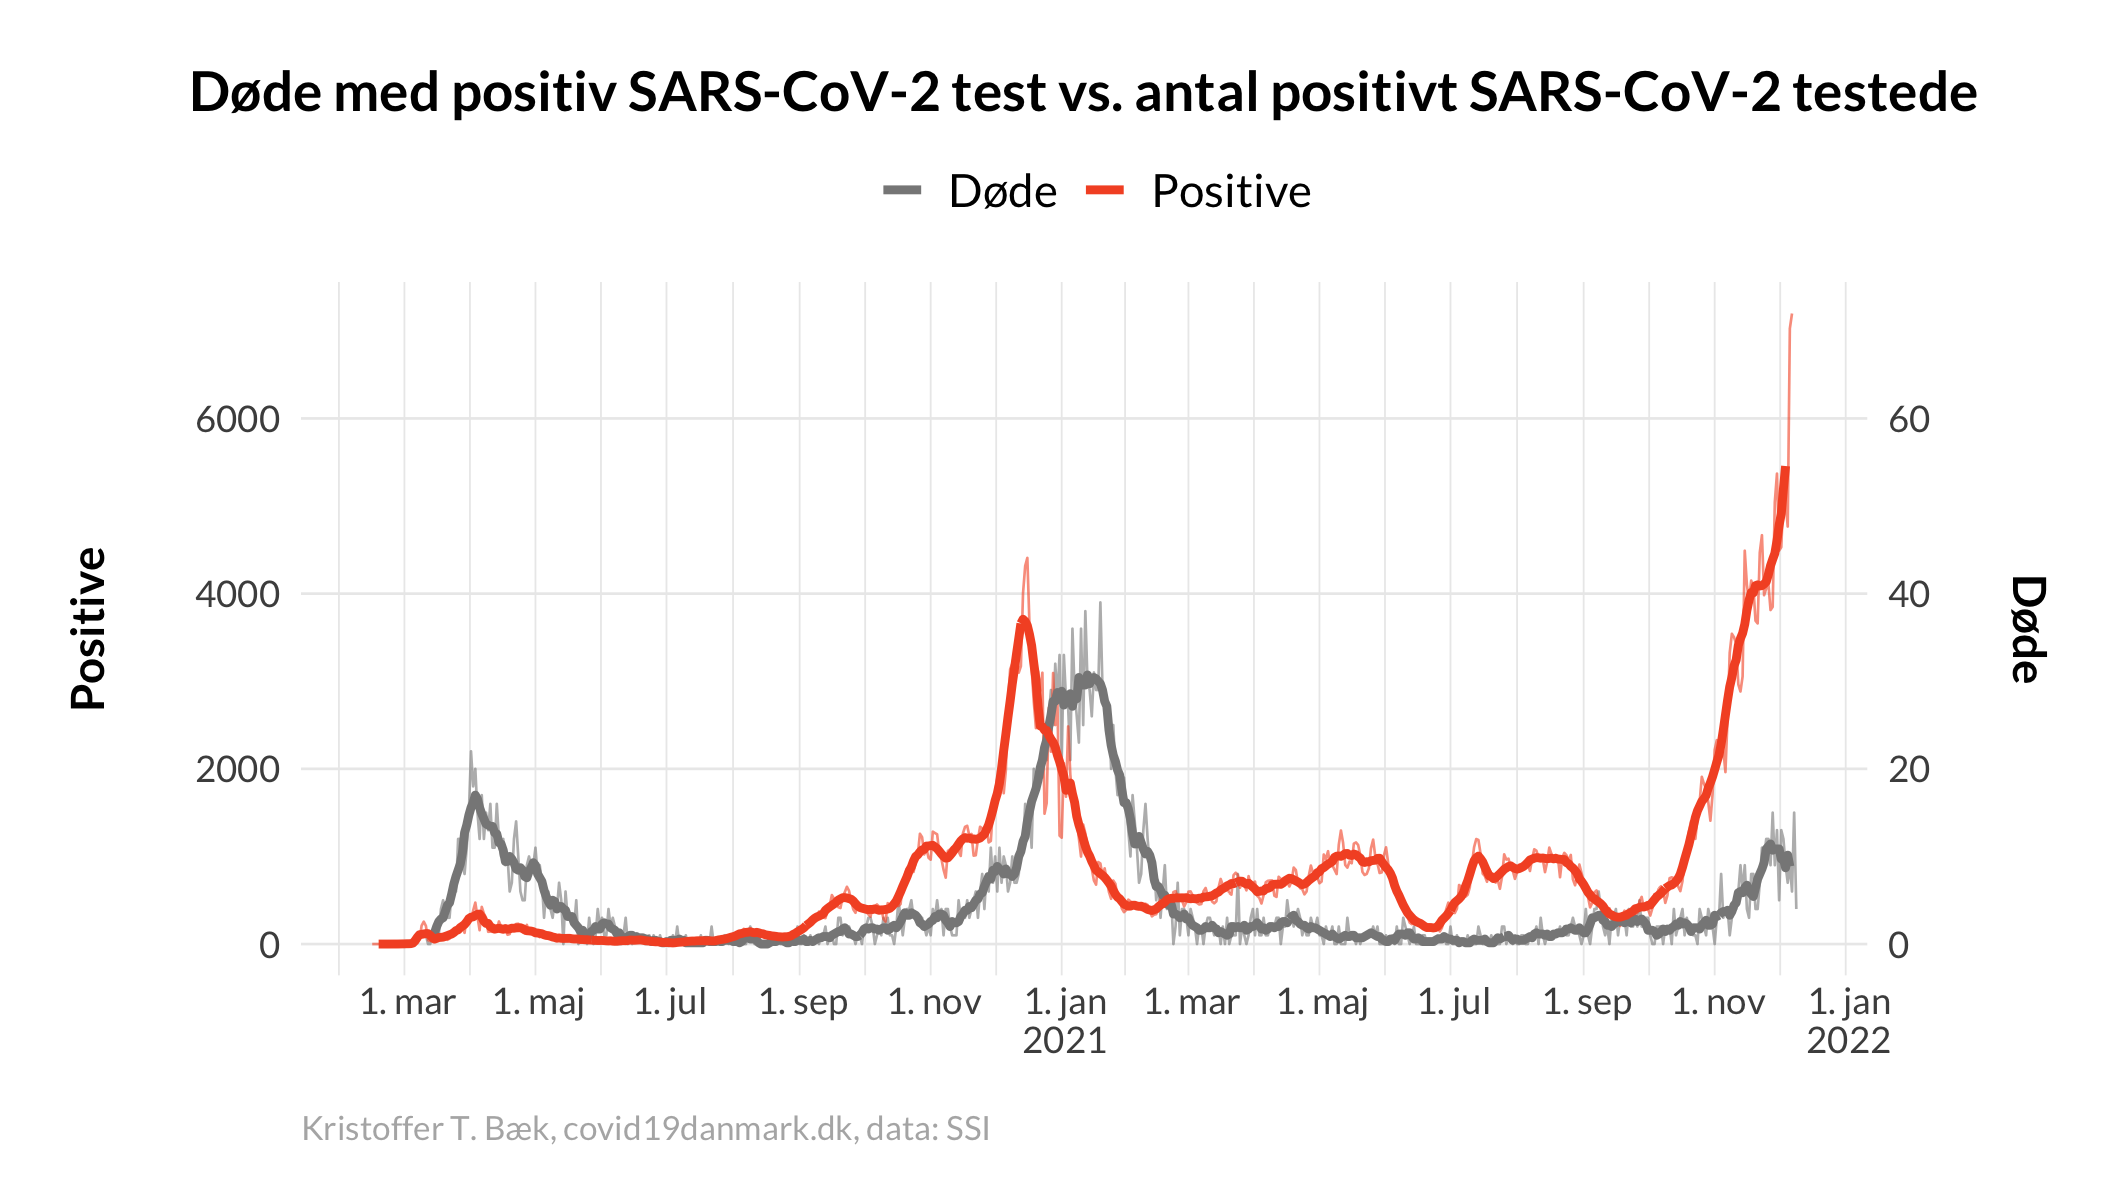 Døde med positiv SARS-CoV-2 test vs. antal positivt SARS-CoV-2 testede
Døde Positive
6000
4000
2000
0
Positive
60
40
20
0
Døde
1. mar 1. maj 1. jul 1. sep 1. nov 1. jan 1. mar 1. maj 1. jul 1. sep 1. nov 1. jan
2021 2022
Kristoffer T. Bæk, covid19danmark.dk, data: SSI